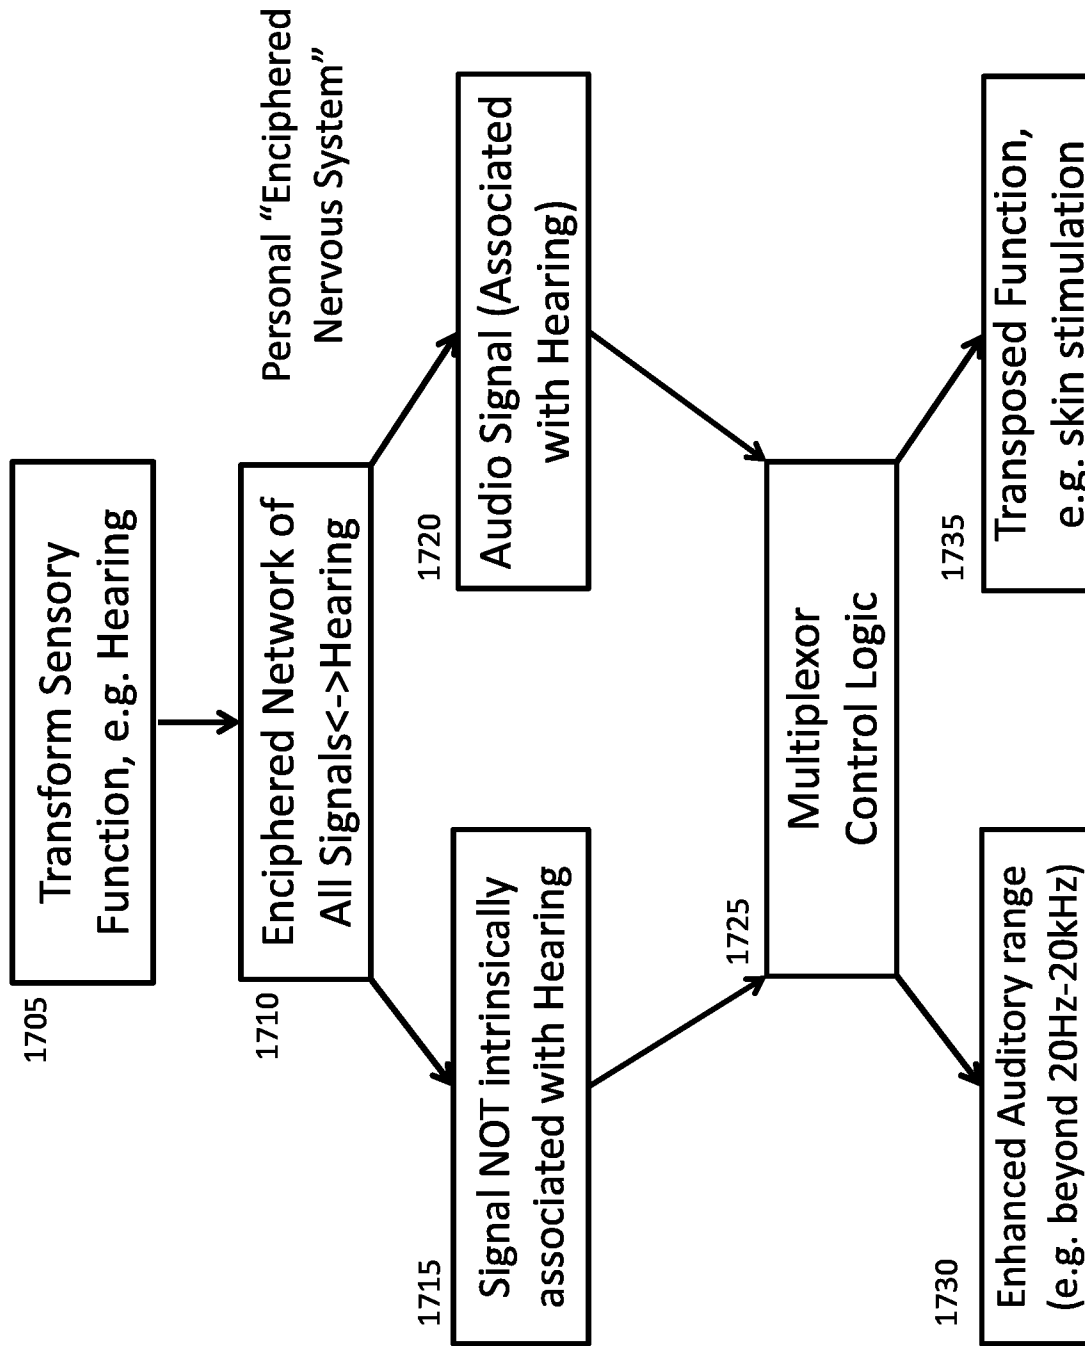 1705
Transform Sensory
Function, e.g. Hearing
1710
Enciphered Network of
All Signals<->Hearing
Personal “Enciphered
Nervous System”
1715
Signal NOT intrinsically
associated with Hearing
1720
Audio Signal (Associated
with Hearing)
1725
Multiplexor
Control Logic
1730
Enhanced Auditory range
(e.g. beyond 20Hz-20kHz)
1735
Transposed Function,
e.g. skin stimulation